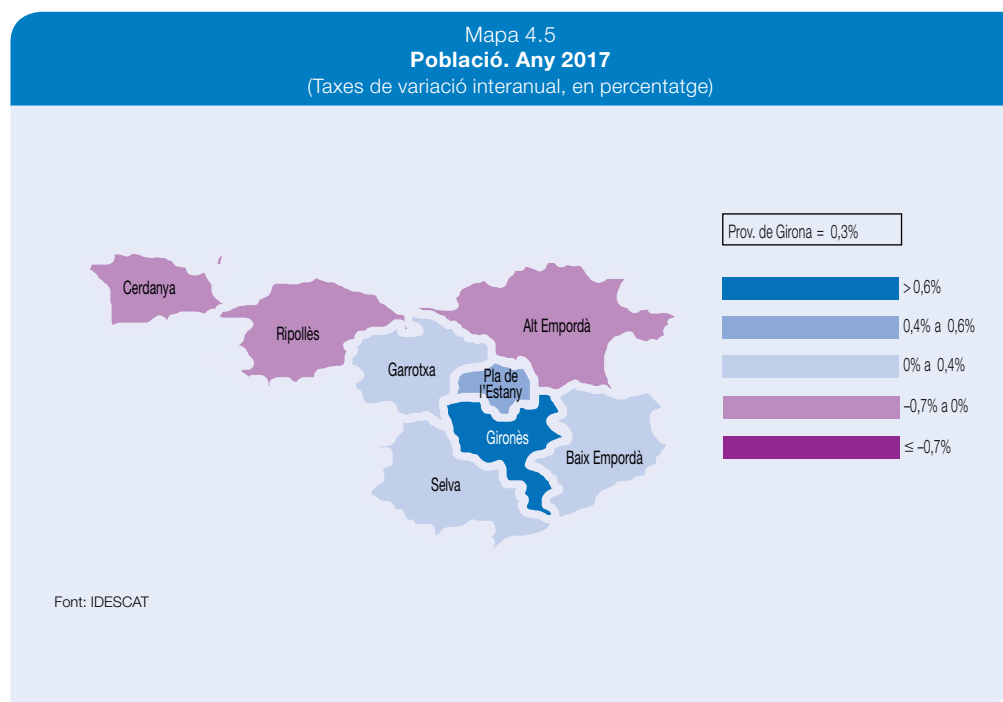 Mapa 4.5
Població. Any 2017
(Taxes de variació interanual, en percentatge)
Prov. de Girona = 0,3%
> 0,6%
0,4% a 0,6%
0% a 0,4%
–0,7% a 0%
≤ –0,7%
Cerdanya
Ripollès
Alt Empordà
Garrotxa
Pla de
l'Estany
Gironès
Baix Empordà
Selva
Font: IDESCAT